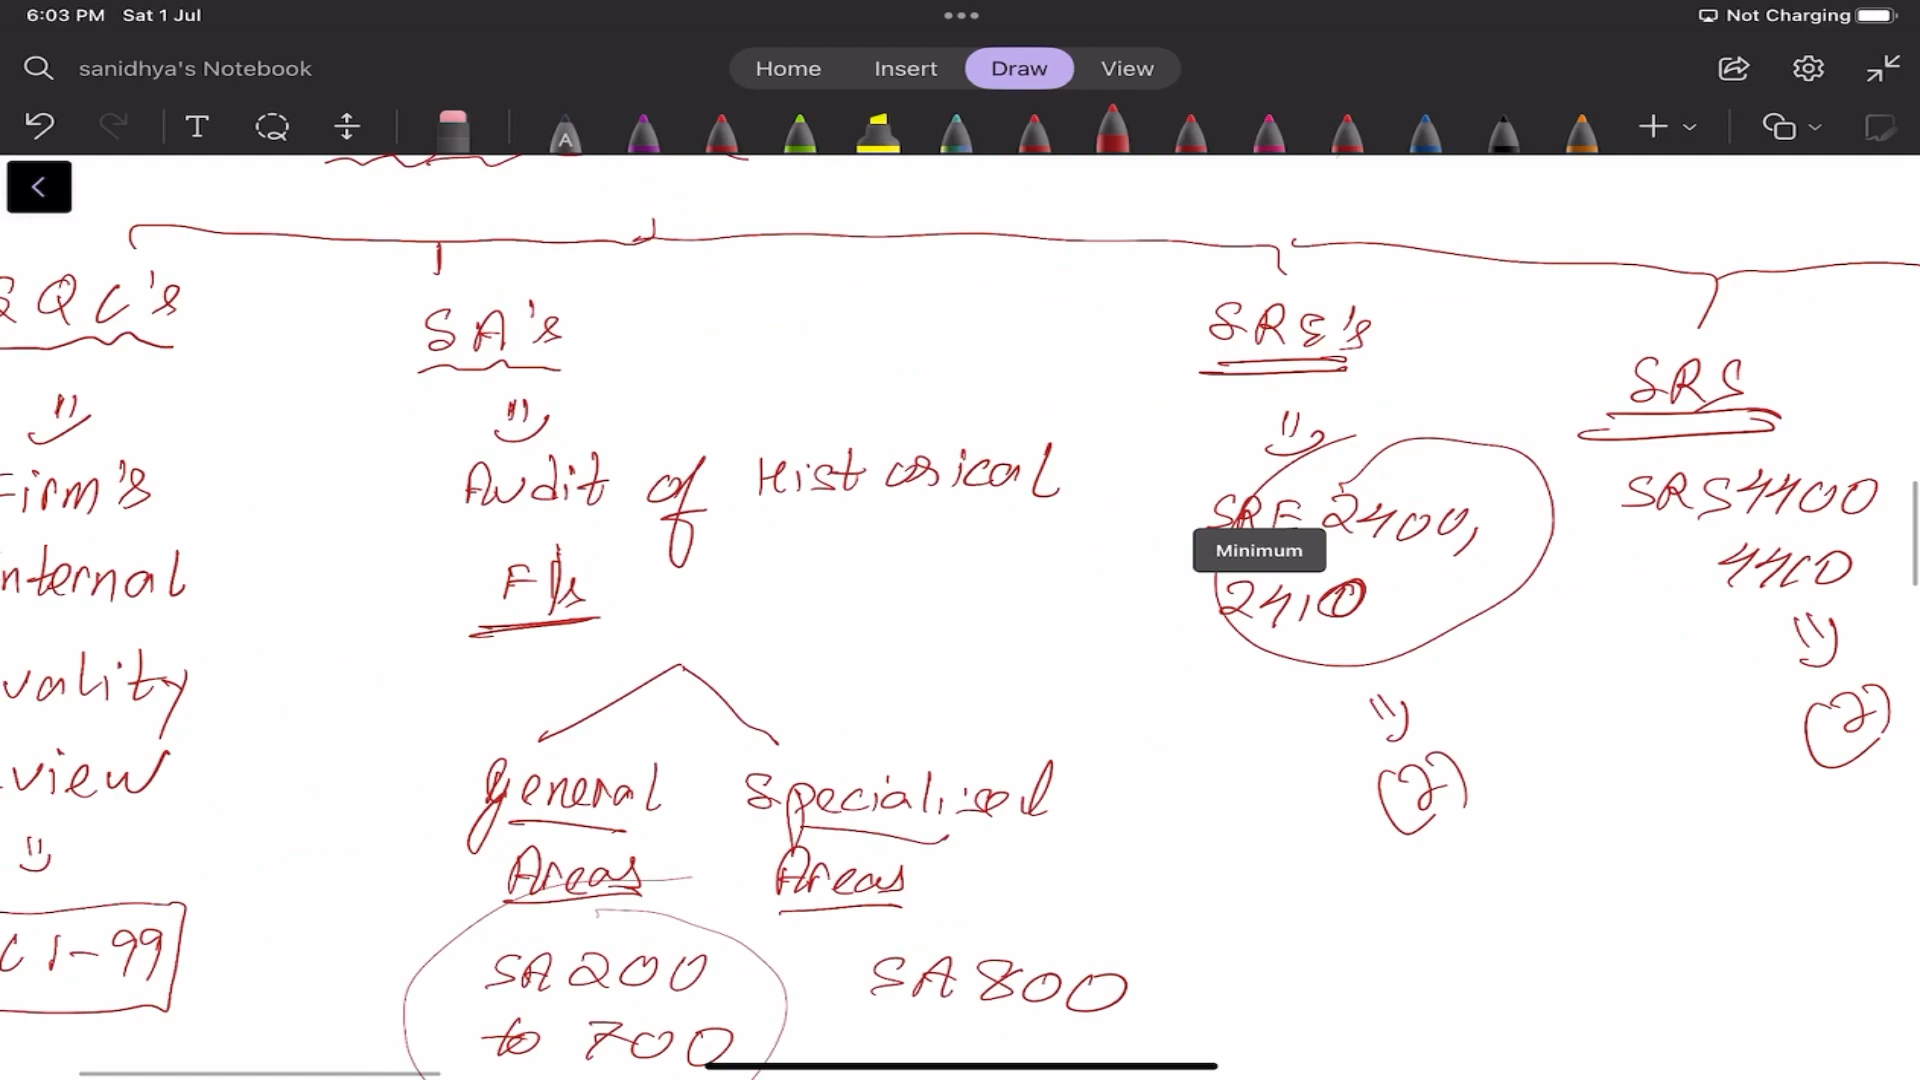 6:03 PM Sat 1 Jul
Not Charging
sanidhya's Notebook
Home Insert Draw View
T
A
QC's
Firm's
nternal
uality
view
C 1-99
SA's
Audit of Historical
F/s
General Areas
SA 200
to 700
Specialised
Areas
SA 800
SRE's
SRE 2400,
Minimum
2410
(2)
SRS
SRS 4400
4410
(2)